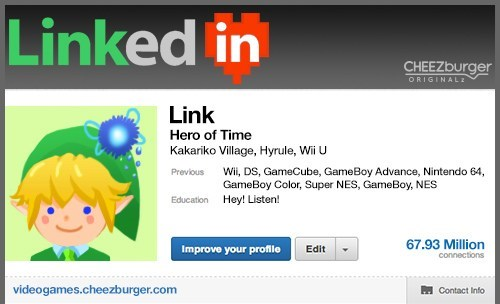 Linked in
CHEEZburger
ORIGINALz
Link
Hero of Time
Kakariko Village, Hyrule, Wii U
Previous Wii, DS, GameCube, GameBoy Advance, Nintendo 64,
GameBoy Color, Super NES, GameBoy, NES
Education Hey! Listen!
Improve your profile Edit 67.93 Million
connections
videogames.cheezburger.com Contact Info